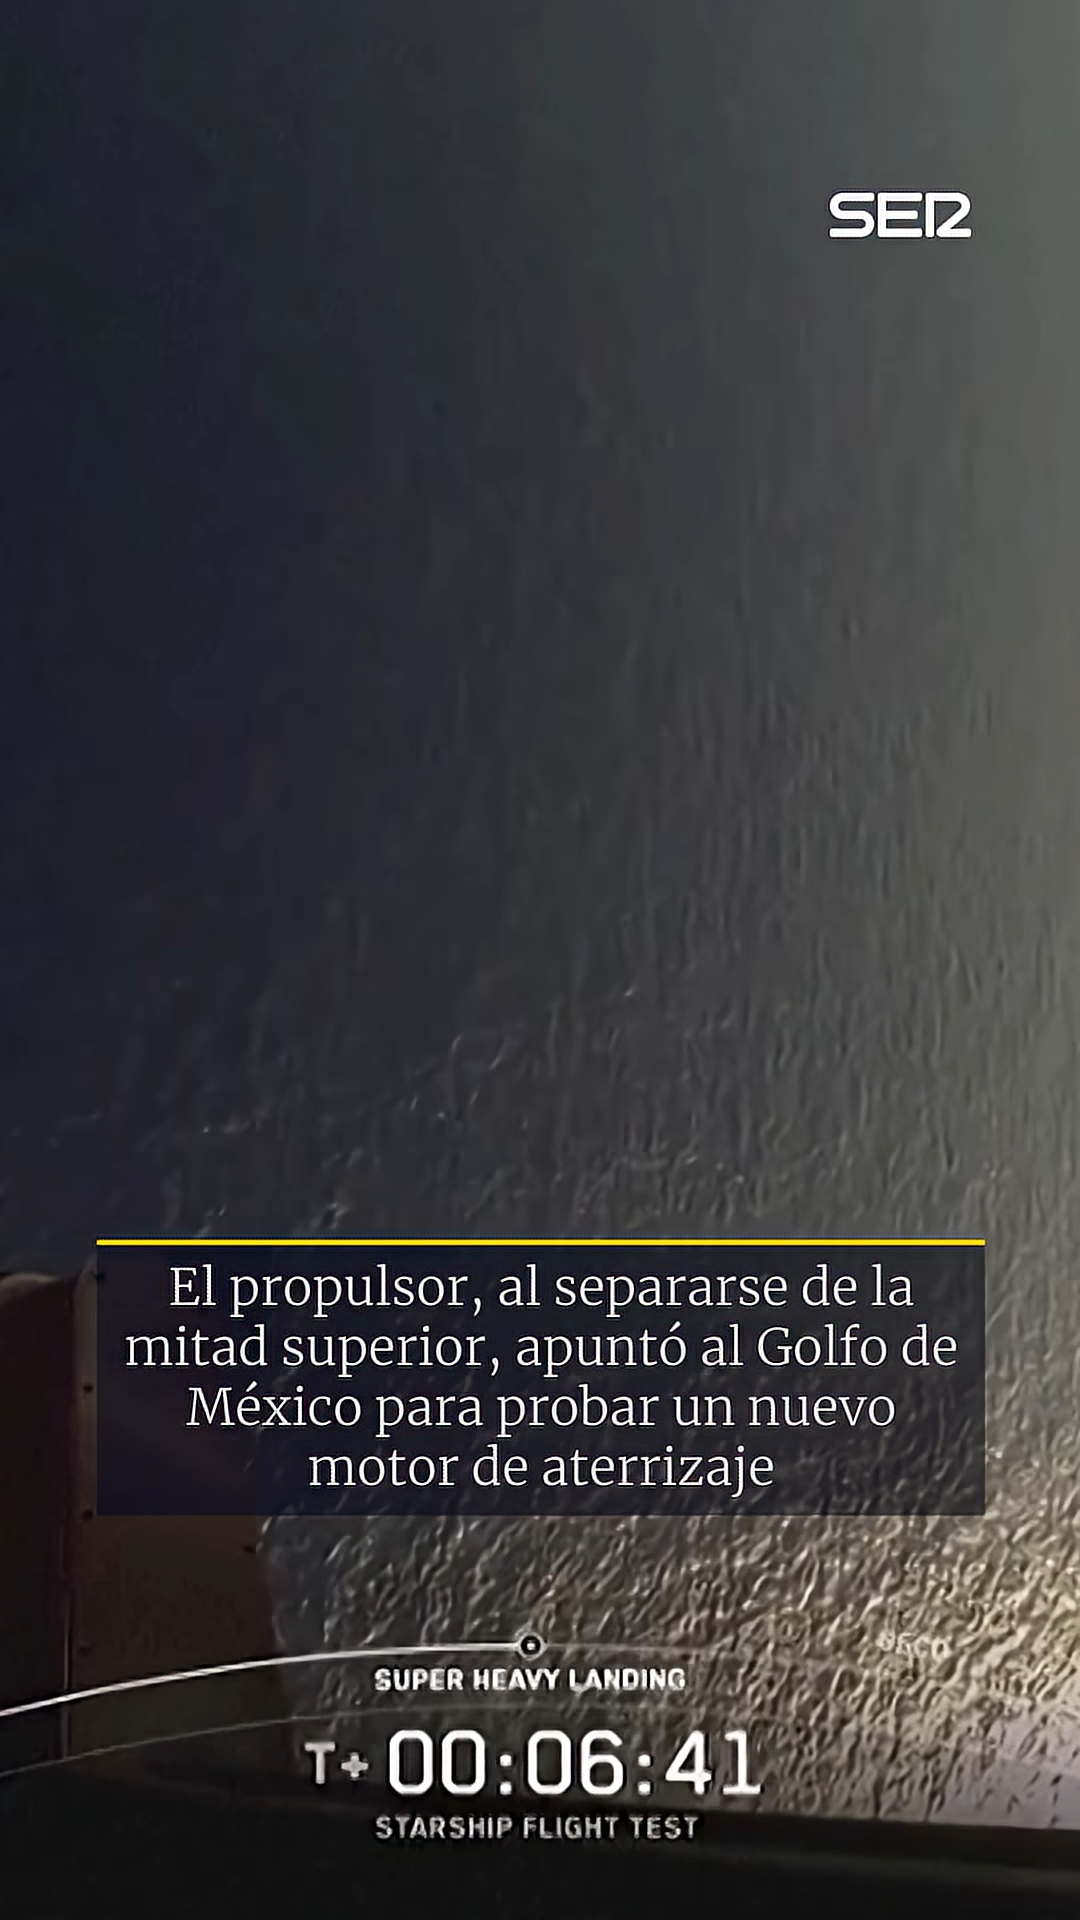 SER
El propulsor, al separarse de la
mitad superior, apuntó al Golfo de
México para probar un nuevo
motor de aterrizaje
SUPER HEAVY LANDING
T+ 00:06:41
STARSHIP FLIGHT TEST